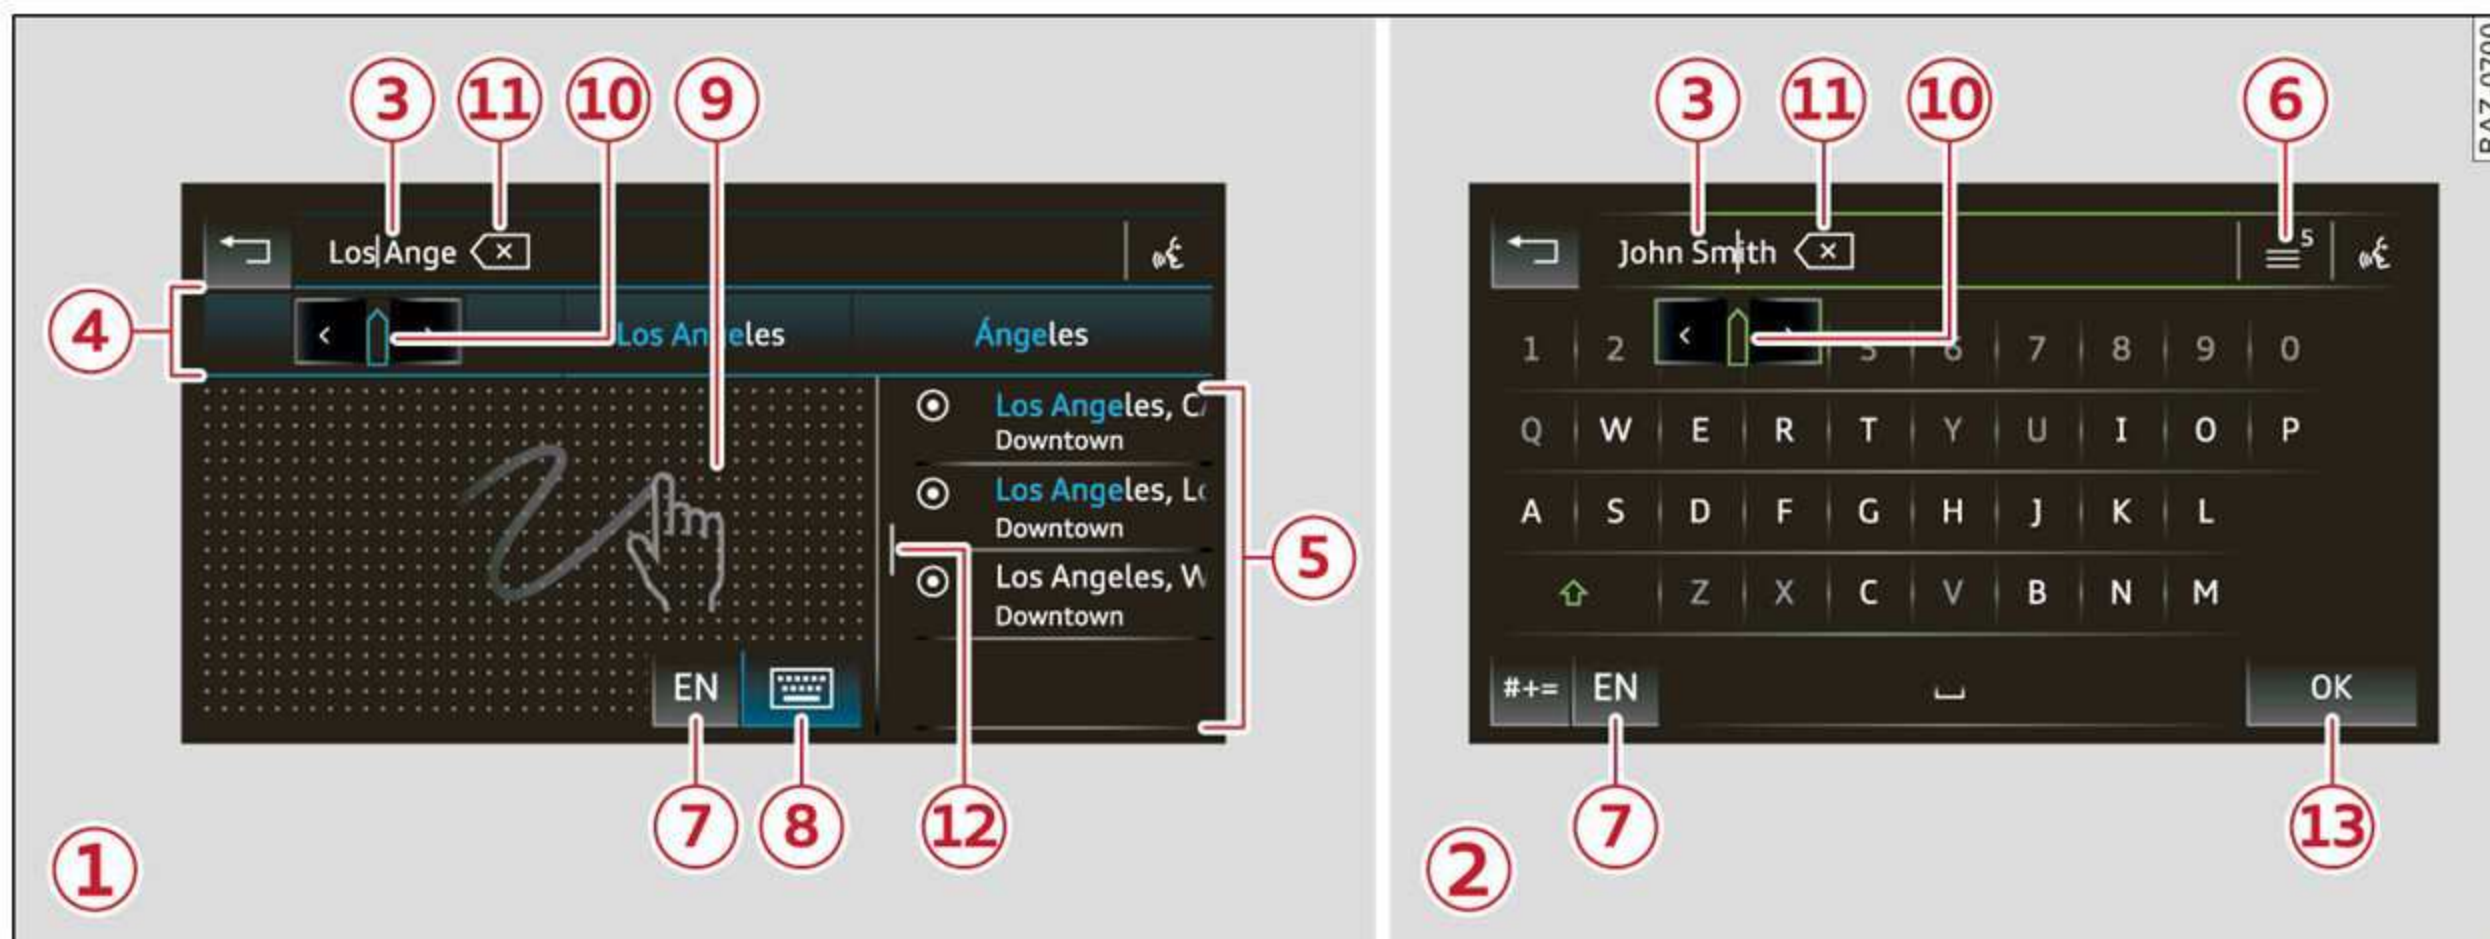 3 11 10 9
Los Ange
4
Los Angeles Ángeles
Los Angeles, C
Downtown
Los Angeles, L
Downtown
Los Angeles, W
Downtown
5
EN
7 8 12
1
3 11 10 6
John Smith 5
1 2 5 6 7 8 9 0
Q W E R T Y U I O P
A S D F G H J K L
Z X C V B N M
#+= EN OK
7 13
2